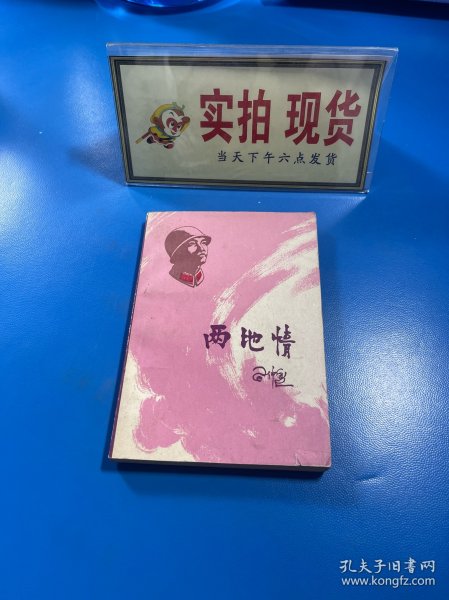 实拍 现货
当天下午六点发货
两地情
孔夫子旧书网
www.kongfz.com